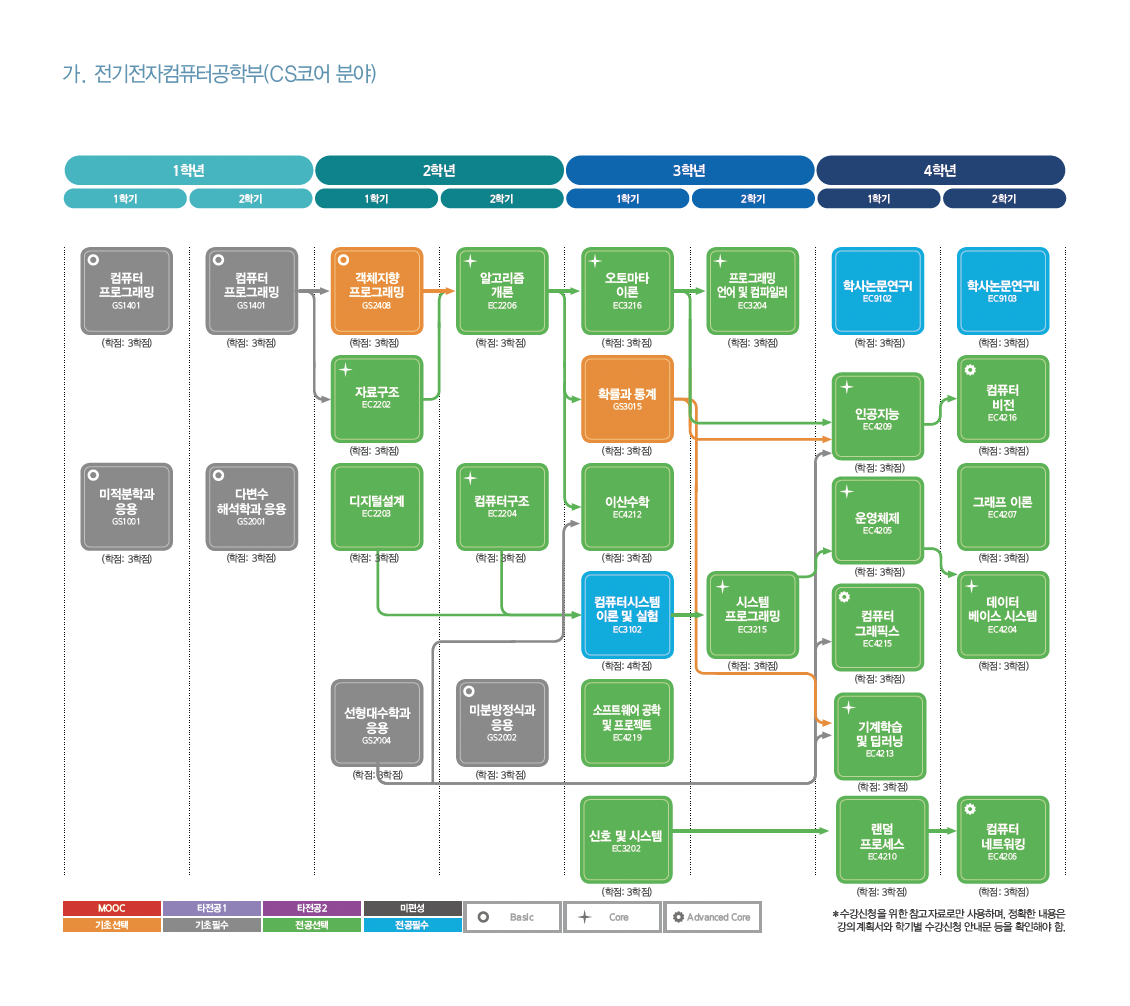 가. 전기전자컴퓨터공학부(CS코어 분야)
1학년
2학년
3학년
4학년
1학기
2학기
1학기
2학기
1학기
2학기
1학기
2학기
컴퓨터
프로그래밍
GS1401
(학점: 3학점)
컴퓨터
프로그래밍
GS1401
(학점: 3학점)
객체지향
프로그래밍
GS2408
(학점: 3학점)
알고리즘
개론
EC2206
(학점: 3학점)
오토마타
이론
EC3216
(학점: 3학점)
프로그래밍
언어 및 컴파일러
EC3204
(학점: 3학점)
학사논문연구I
EC9102
(학점: 3학점)
학사논문연구II
EC9103
(학점: 3학점)
자료구조
EC2202
(학점: 3학점)
확률과 통계
GS3015
(학점: 3학점)
인공지능
EC4209
(학점: 3학점)
컴퓨터
비전
EC4216
(학점: 3학점)
미적분학과
응용
GS1001
(학점: 3학점)
다변수
해석학과 응용
GS2001
(학점: 3학점)
디지털설계
EC2203
(학점: 3학점)
컴퓨터구조
EC2204
(학점: 3학점)
이산수학
EC4212
(학점: 3학점)
운영체제
EC4205
(학점: 3학점)
그래프 이론
EC4207
(학점: 3학점)
컴퓨터시스템
이론 및 실험
EC3102
(학점: 4학점)
시스템
프로그래밍
EC3215
(학점: 3학점)
컴퓨터
그래픽스
EC4215
(학점: 3학점)
데이터
베이스 시스템
EC4204
(학점: 3학점)
선형대수학과
응용
GS2004
(학점: 3학점)
미분방정식과
응용
GS2002
(학점: 3학점)
소프트웨어 공학
및 프로젝트
EC4219
(학점: 3학점)
기계학습
및 딥러닝
EC4213
(학점: 3학점)
신호 및 시스템
EC3202
(학점: 3학점)
랜덤
프로세스
EC4210
(학점: 3학점)
컴퓨터
네트워킹
EC4206
(학점: 3학점)
MOOC
타전공1
타전공2
미편성
기초선택
기초필수
전공선택
전공필수
Basic
Core
Advanced Core
*수강신청을 위한 참고자료로만 사용하며, 정확한 내용은
강의계획서와 학기별 수강신청 안내문 등을 확인해야 함.